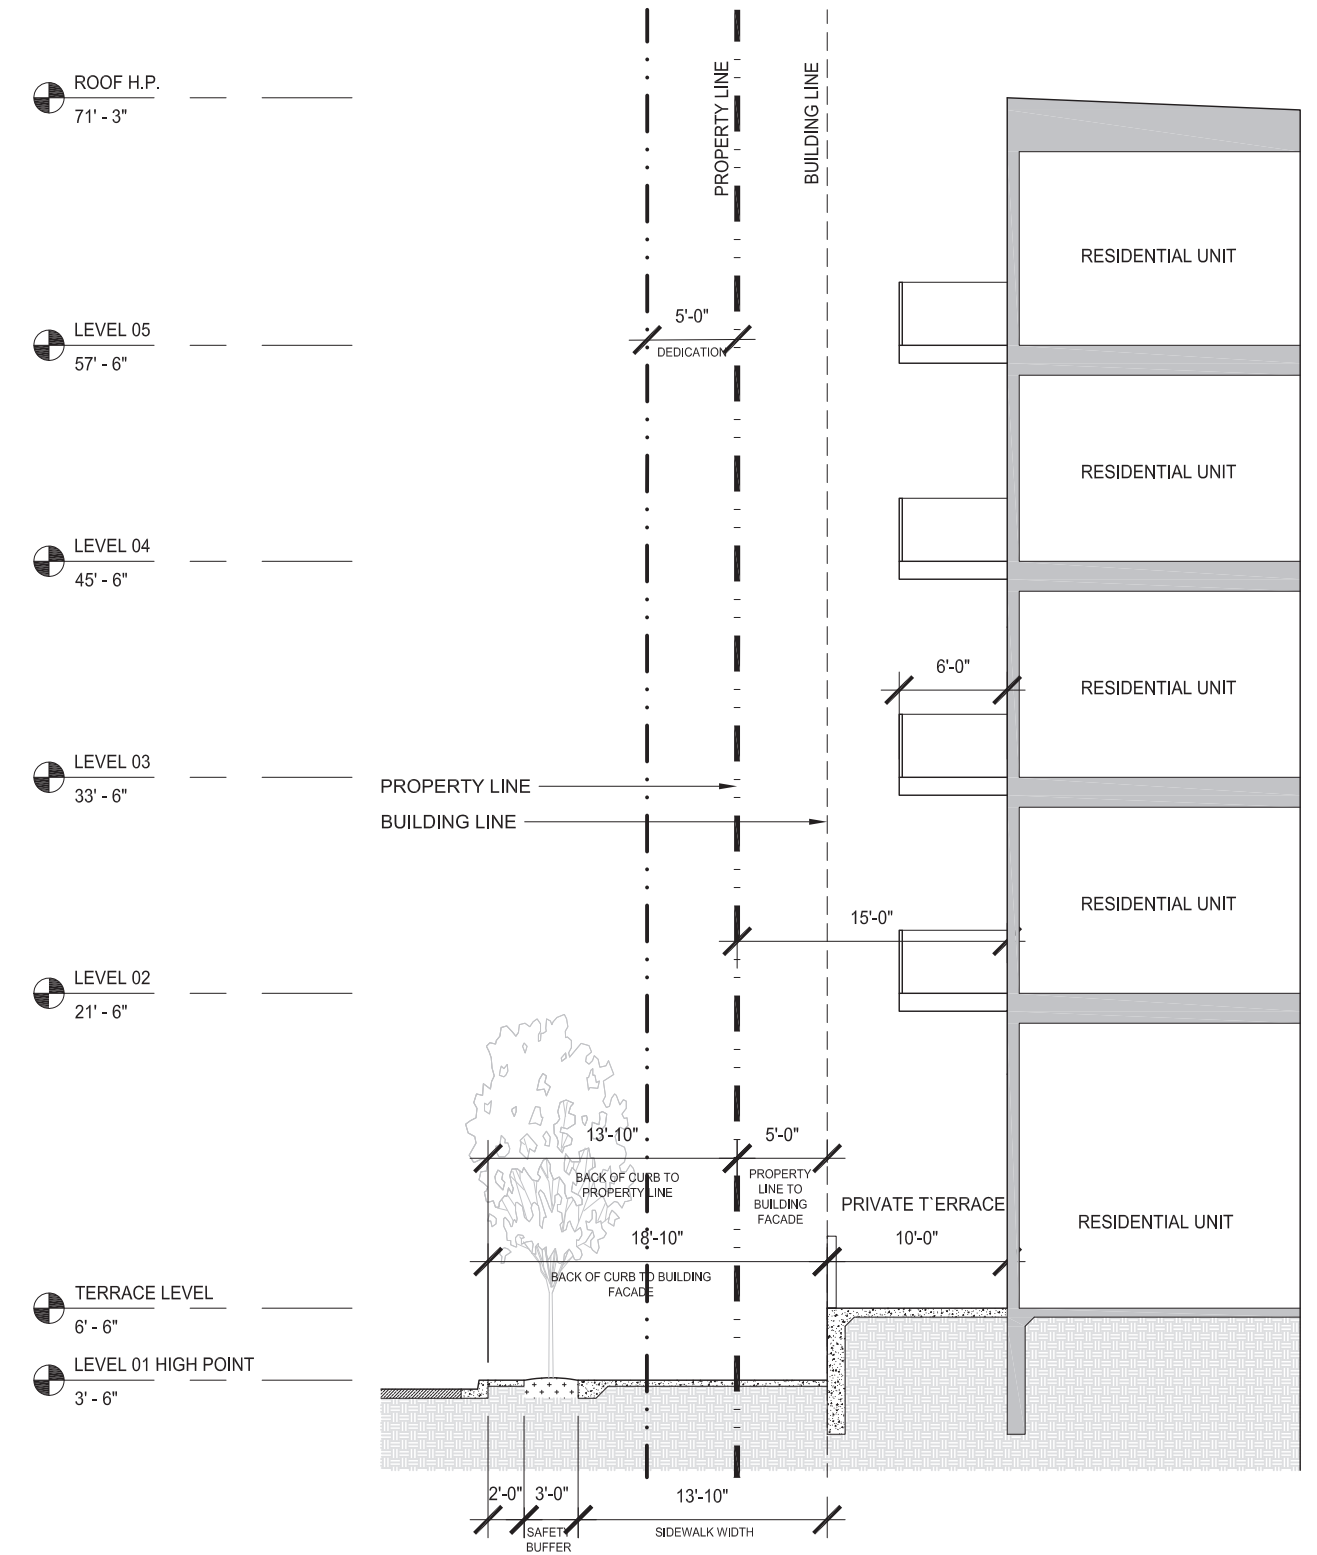 PROPERTY LINE
BUILDING LINE
ROOF H.P.
71' - 3"
RESIDENTIAL UNIT
5'-0"
DEDICATION
LEVEL 05
57' - 6"
RESIDENTIAL UNIT
LEVEL 04
45' - 6"
6'-0"
RESIDENTIAL UNIT
LEVEL 03
33' - 6"
PROPERTY LINE
BUILDING LINE
RESIDENTIAL UNIT
15'-0"
LEVEL 02
21' - 6"
13'-10"
5'-0"
BACK OF CURB TO
PROPERTY LINE
PROPERTY
LINE TO
BUILDING
FACADE
PRIVATE TERRACE
RESIDENTIAL UNIT
18'-10"
10'-0"
BACK OF CURB TO BUILDING
FACADE
TERRACE LEVEL
6' - 6"
LEVEL 01 HIGH POINT
3' - 6"
2'-0"
3'-0"
13'-10"
SAFETY
BUFFER
SIDEWALK WIDTH